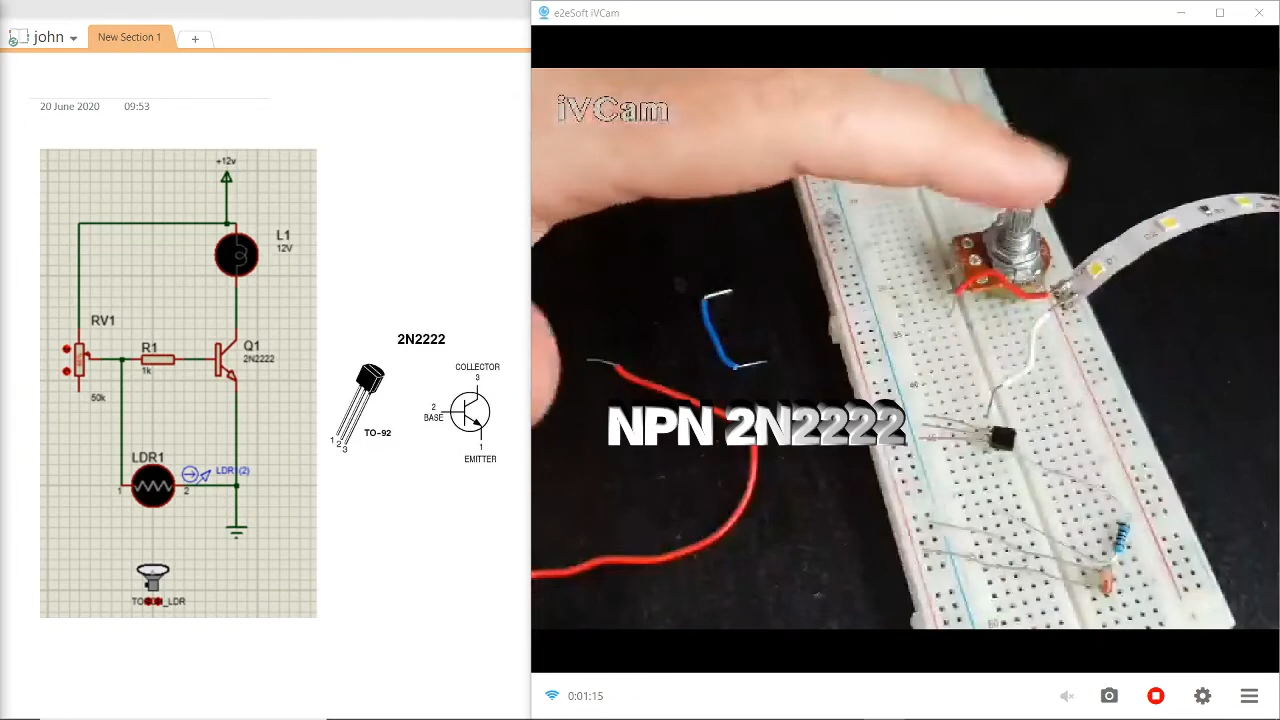 john
New Section 1
+
20 June 2020 09:53
+12v
L1
12V
RV1
R1
1k
Q1
2N2222
50k
LDR1
1
2
2N2222
TO-92
1
2
3
COLLECTOR
3
2
BASE
1
EMITTER
e2eSoft iVCam
iVCam
NPN 2N2222
0:01:15